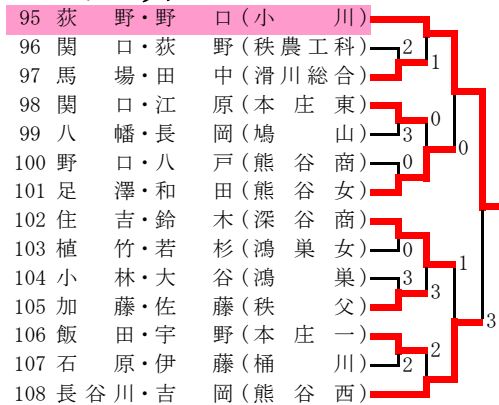 95 荻野・野口(小川)
96 関口・荻野(秩農工科)
97 馬場・田中(滑川総合)
98 関口・江原(本庄東)
99 八幡・長岡(鳩山)
100 野口・八戸(熊谷商)
101 足澤・和田(熊谷女)
102 住吉・鈴木(深谷商)
103 植竹・若杉(鴻巣女)
104 小林・大谷(鴻巣)
105 加藤・佐藤(秩父)
106 飯田・宇野(本庄一)
107 石原・伊藤(桶川)
108 長谷川・吉岡(熊谷西)
2
1
0
3
0
0
0
1
3
3
3
2
2